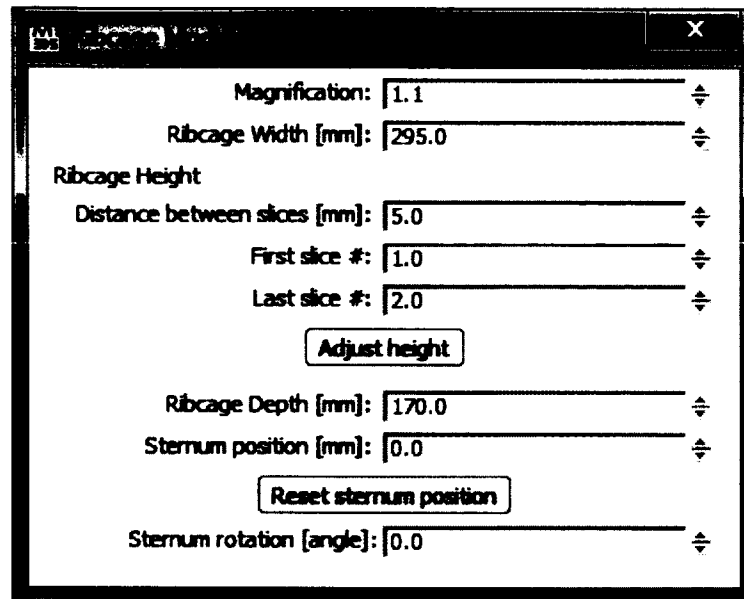 X
Magnification: 1.1
Ribcage Width [mm]: 295.0
Ribcage Height
Distance between slices [mm]: 5.0
First slice #: 1.0
Last slice #: 2.0
Adjust height
Ribcage Depth [mm]: 170.0
Sternum position [mm]: 0.0
Reset sternum position
Sternum rotation [angle]: 0.0